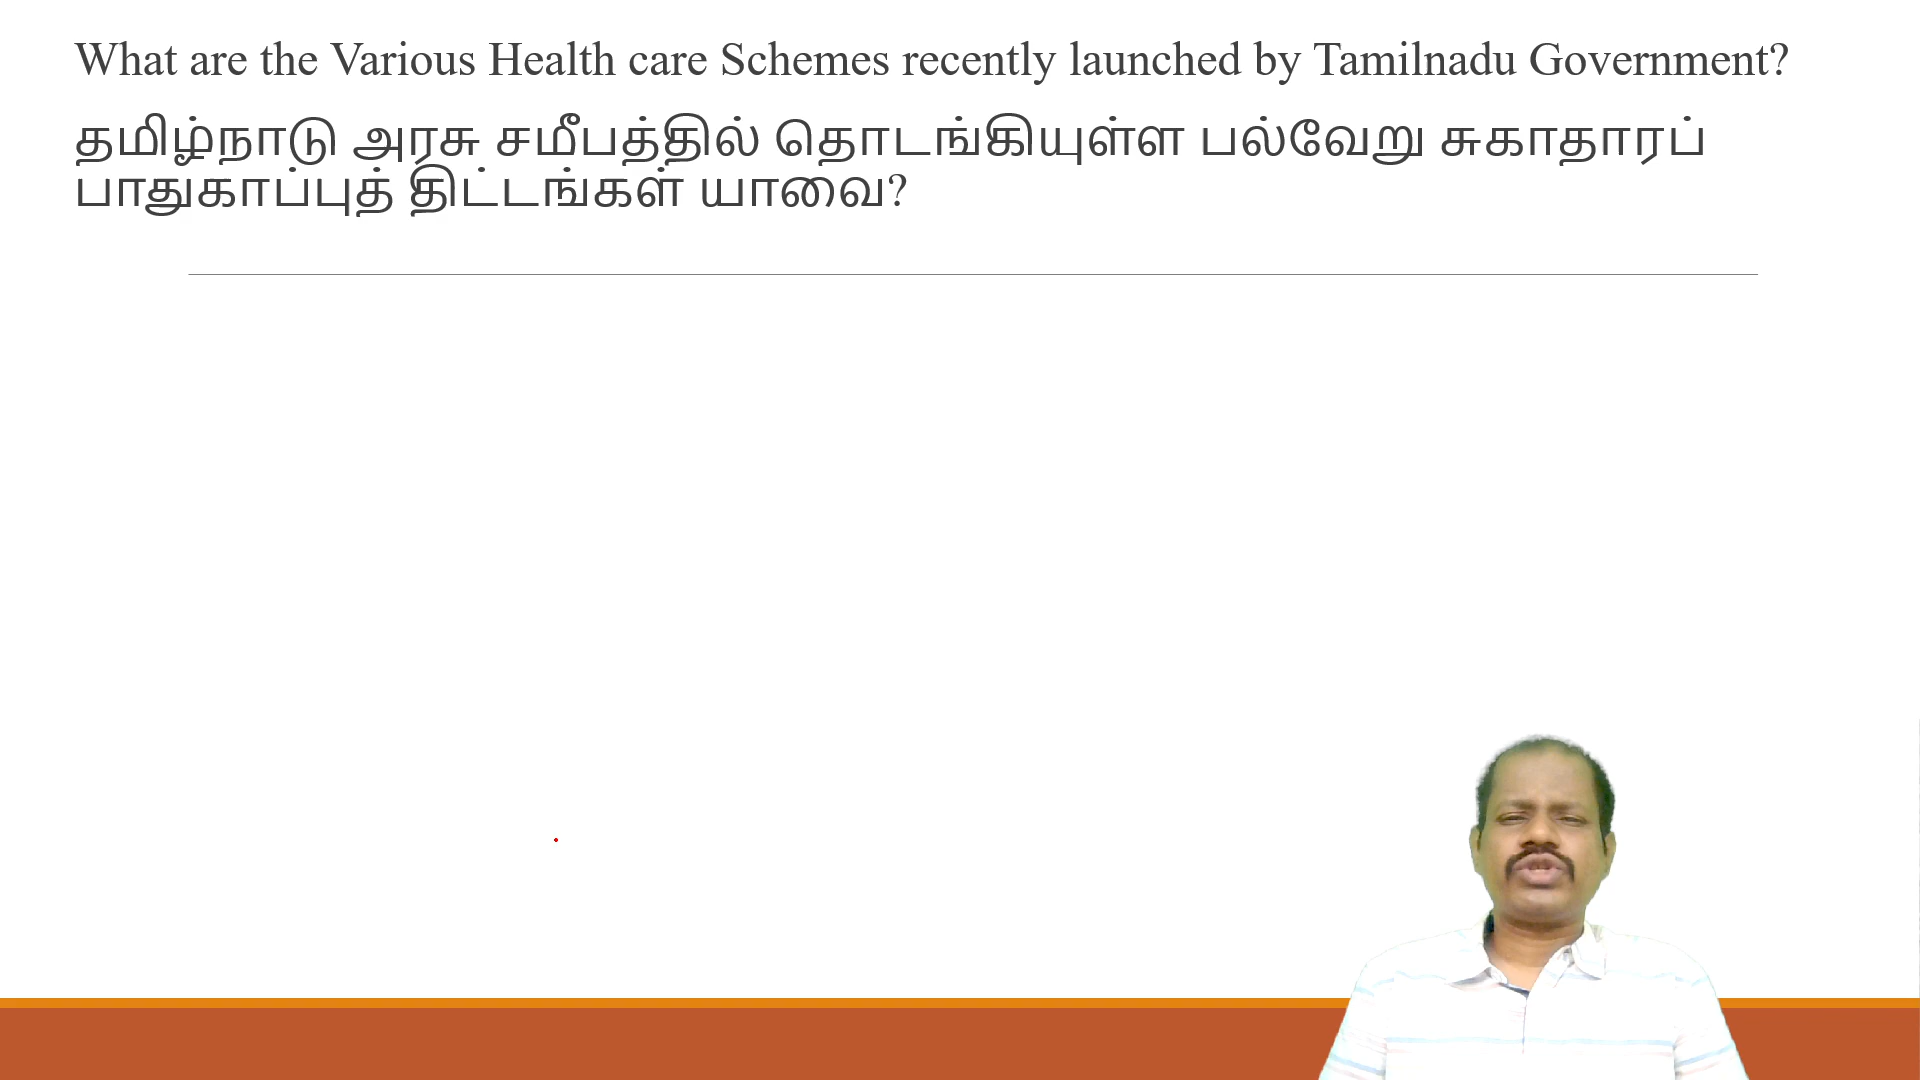 What are the Various Health care Schemes recently launched by Tamilnadu Government?
தமிழ்நாடு அரசு சமீபத்தில் தொடங்கியுள்ள பல்வேறு சுகாதாரப்
பாதுகாப்புத் திட்டங்கள் யாவை?